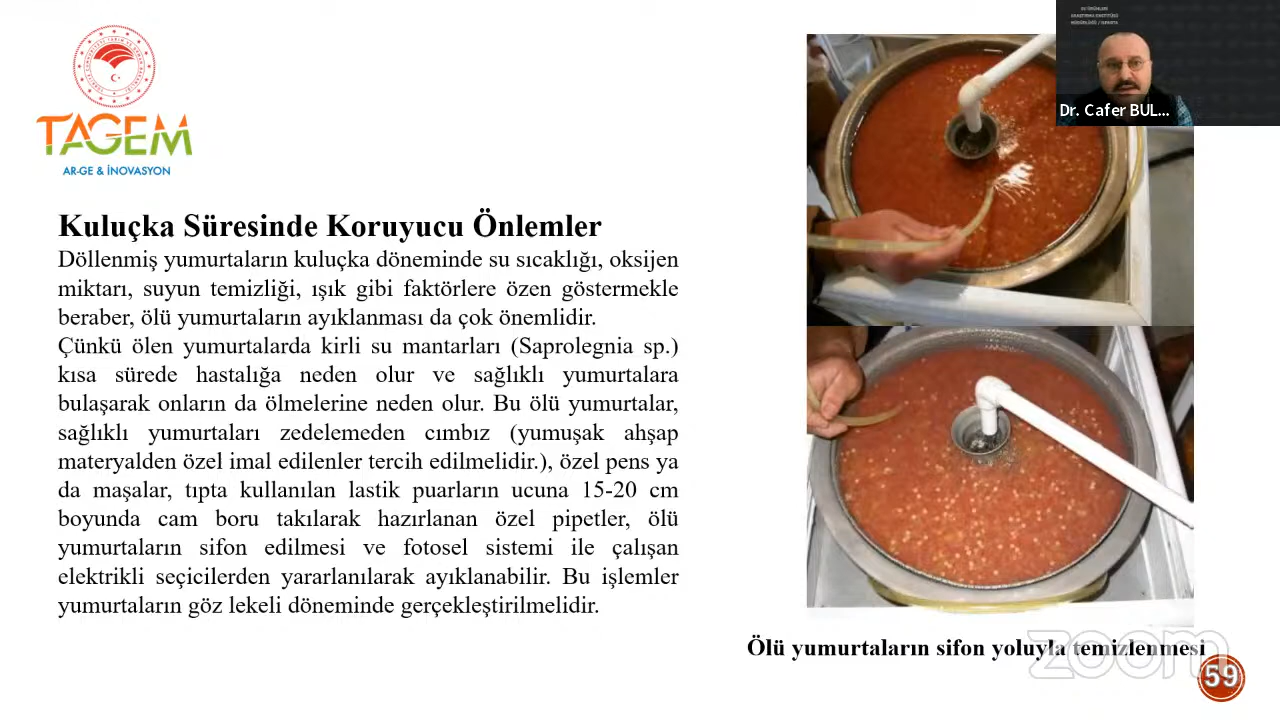 TAGEM
AR-GE & İNOVASYON
Kuluçka Süresinde Koruyucu Önlemler
Döllenmiş yumurtaların kuluçka döneminde su sıcaklığı, oksijen
miktarı, suyun temizliği, ışık gibi faktörlere özen göstermekle
beraber, ölü yumurtaların ayıklanması da çok önemlidir.
Çünkü ölen yumurtalarda kirli su mantarları (Saprolegnia sp.)
kısa sürede hastalığa neden olur ve sağlıklı yumurtalara
bulaşarak onların da ölmelerine neden olur. Bu ölü yumurtalar,
sağlıklı yumurtaları zedelemeden cımbız (yumuşak ahşap
materyalden özel imal edilenler tercih edilmelidir.), özel pens ya
da maşalar, tıpta kullanılan lastik puarların ucuna 15-20 cm
boyunda cam boru takılarak hazırlanan özel pipetler, ölü
yumurtaların sifon edilmesi ve fotosel sistemi ile çalışan
elektrikli seçicilerden yararlanılarak ayıklanabilir. Bu işlemler
yumurtaların göz lekeli döneminde gerçekleştirilmelidir.
Dr. Cafer BUL...
Ölü yumurtaların sifon yoluyla temizlenmesi
zoom
59